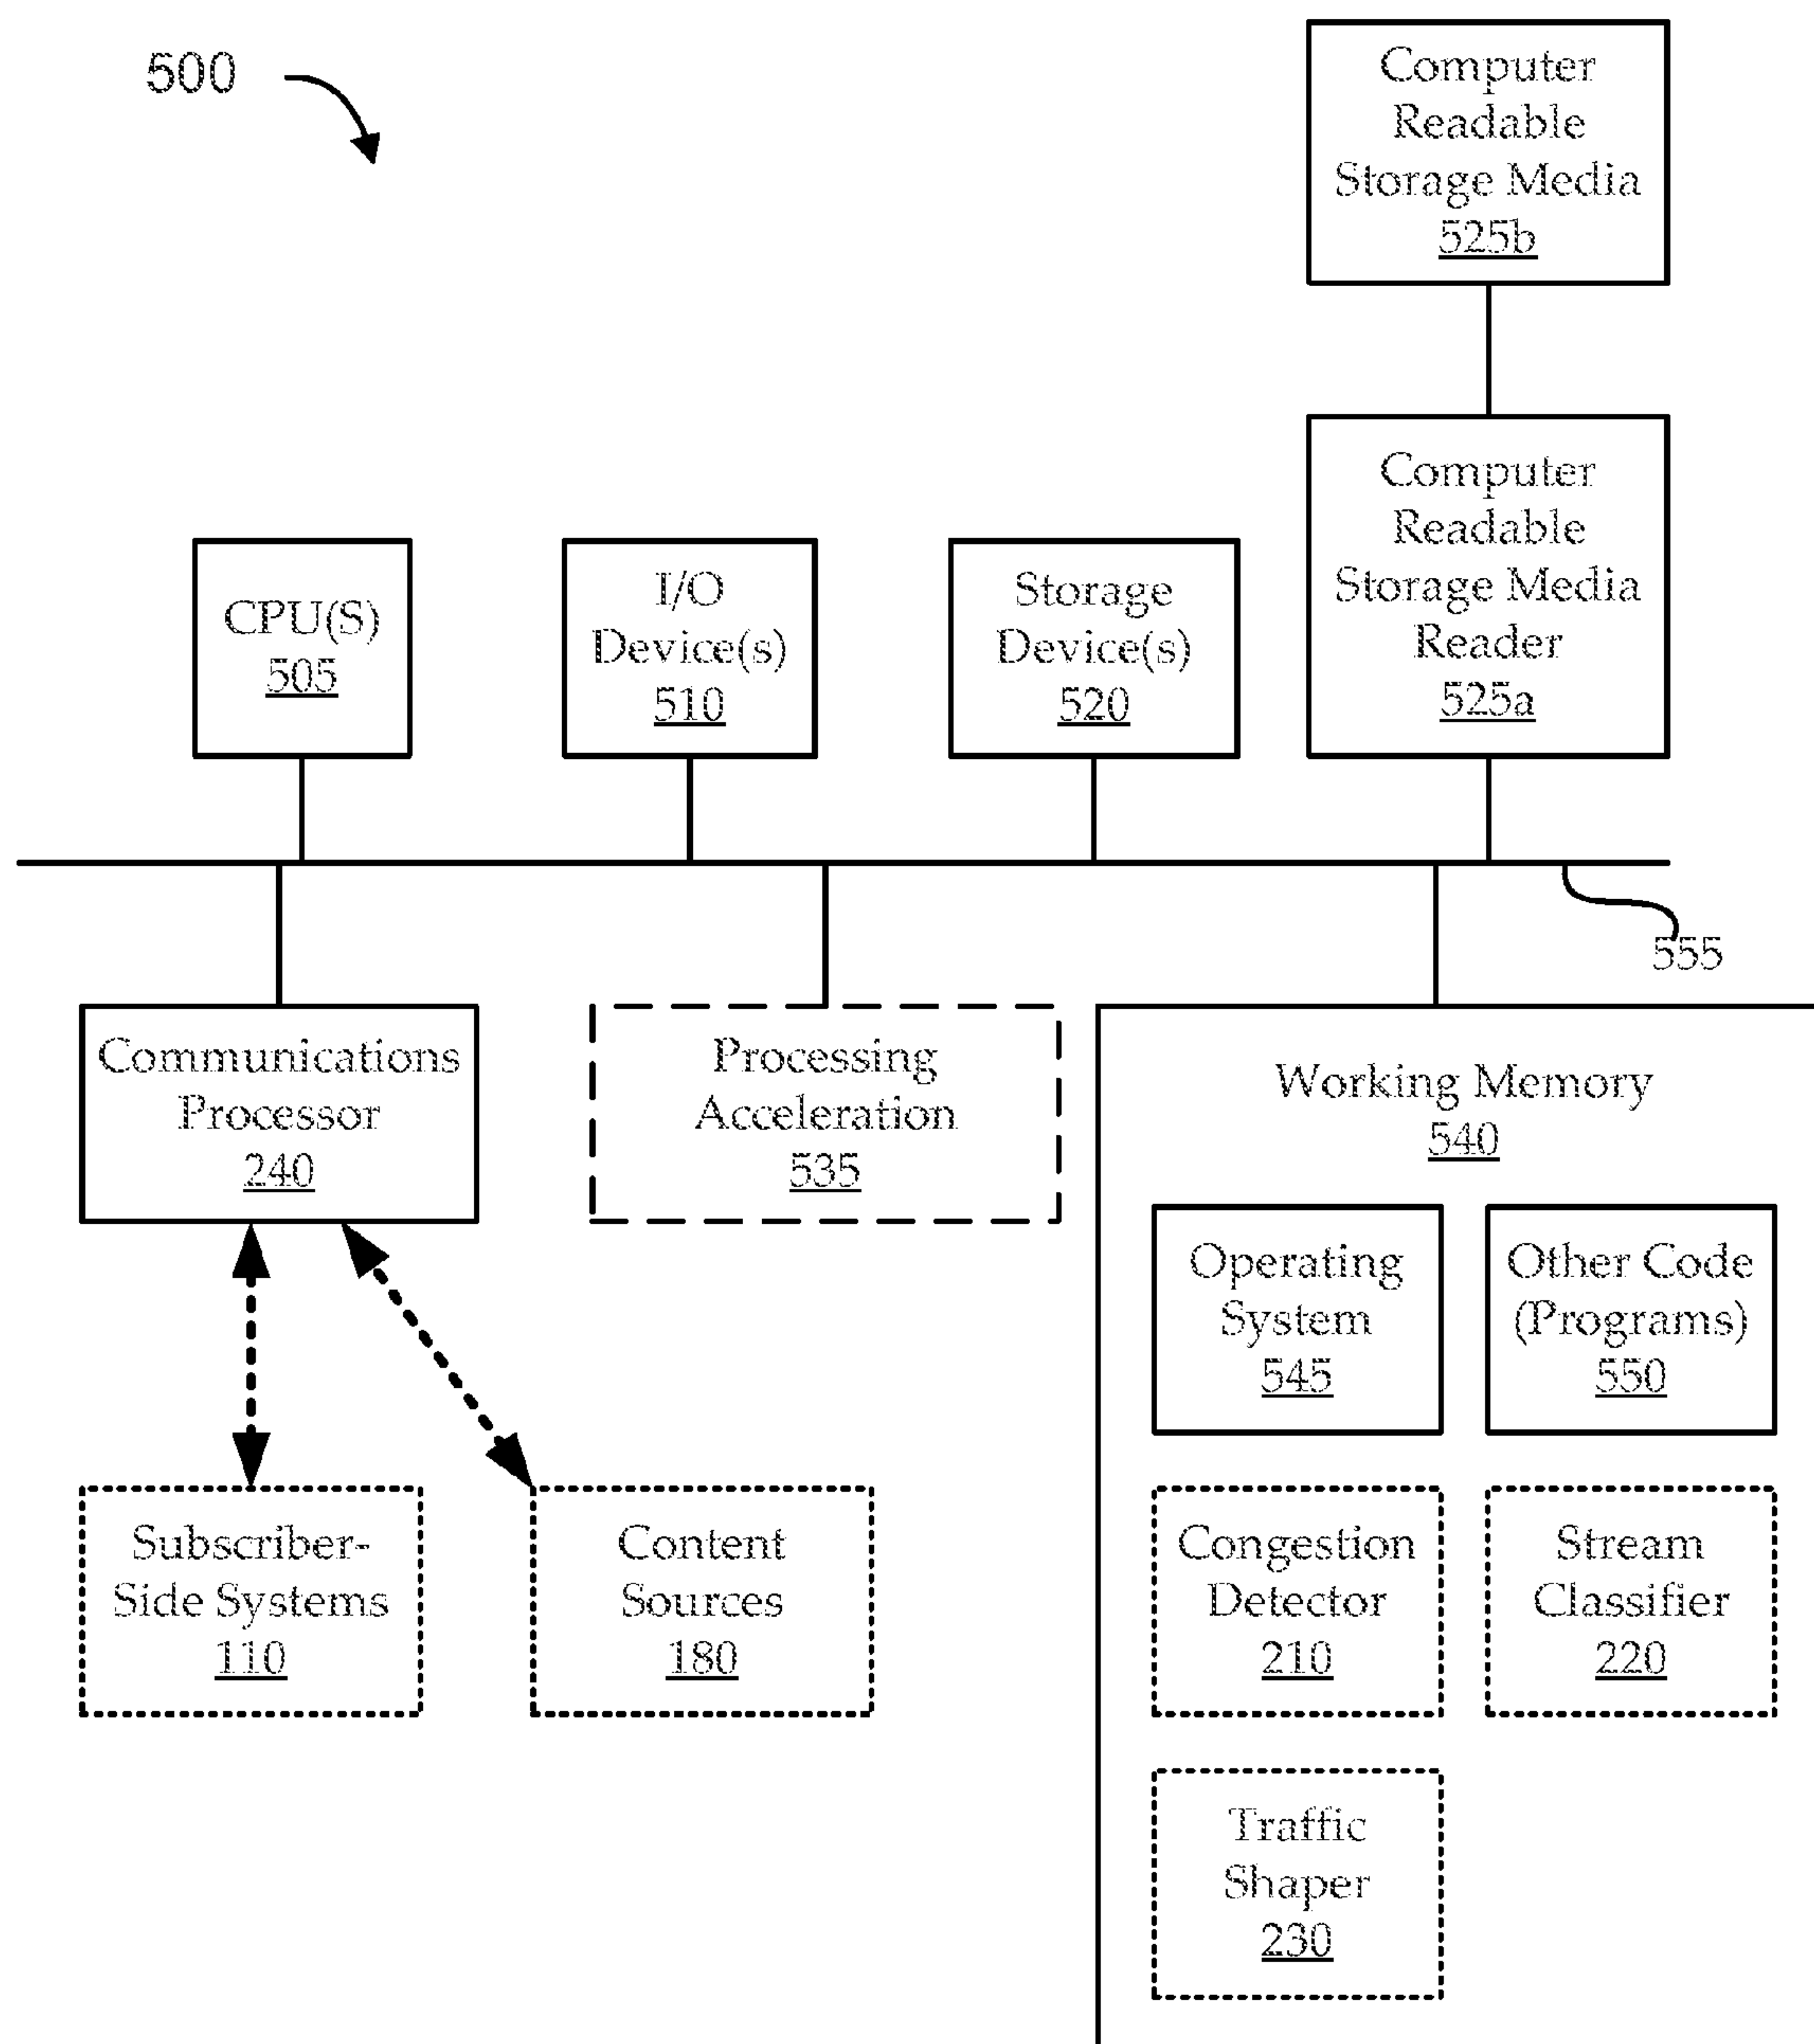 500
Computer
Readable
Storage Media
525b
Computer
Readable
Storage Media
Reader
525a
CPU(S)
505
I/O
Device(s)
510
Storage
Device(s)
520
555
Communications
Processor
240
Processing
Acceleration
535
Working Memory
540
Operating
System
545
Other Code
(Programs)
550
Subscriber-
Side Systems
110
Content
Sources
180
Congestion
Detector
210
Stream
Classifier
220
Traffic
Shaper
230